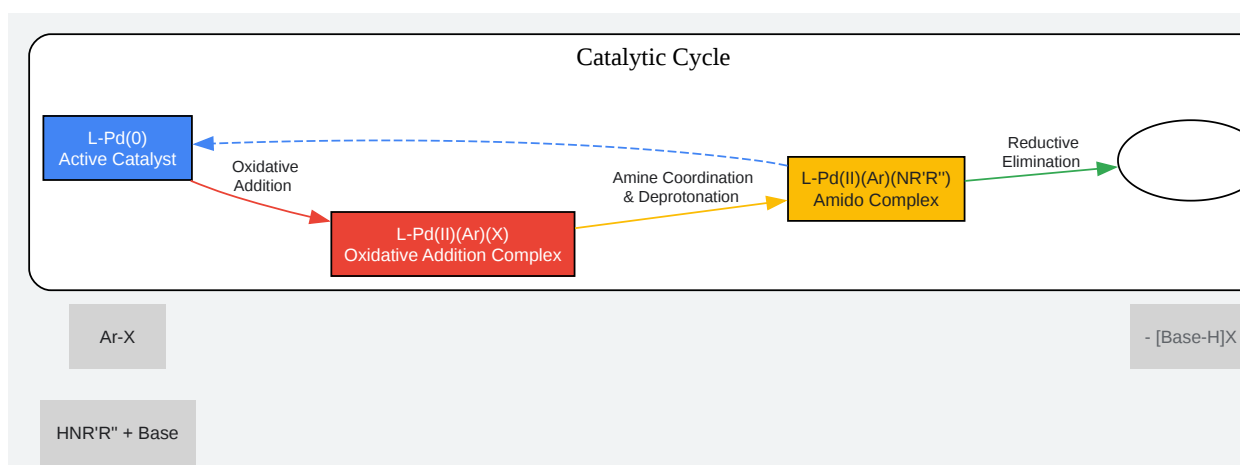 Catalytic Cycle
L-Pd(0)
Active Catalyst
Oxidative
Addition
L-Pd(II)(Ar)(X)
Oxidative Addition Complex
Amine Coordination
& Deprotonation
L-Pd(II)(Ar)(NR'R")
Amido Complex
Reductive
Elimination
Ar-X
- [Base-H]X
HNR'R" + Base